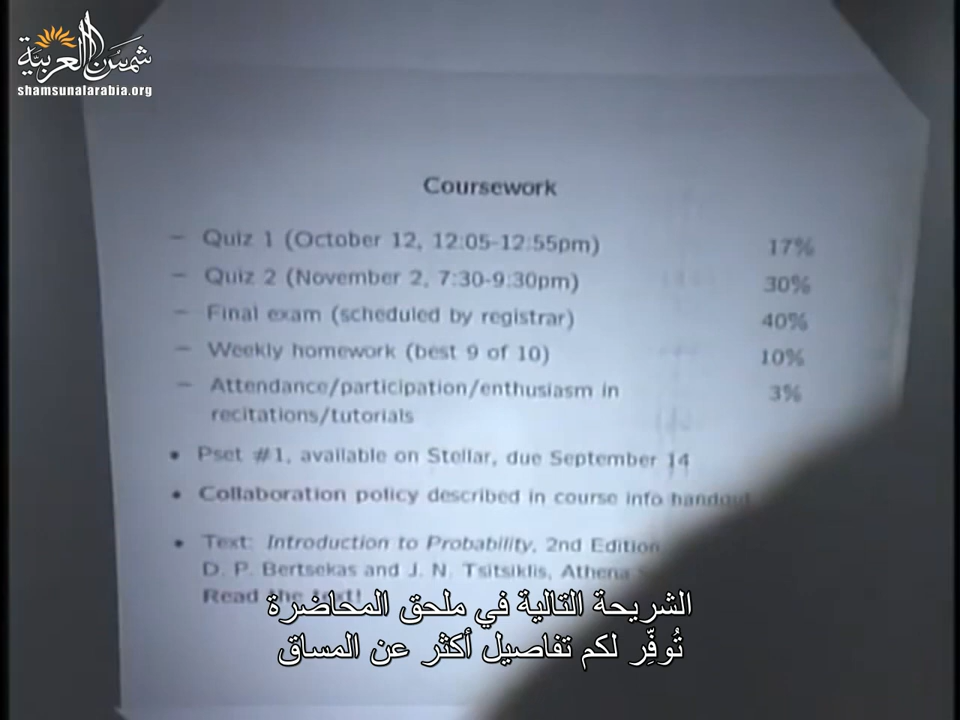 شمس العربية
shamsunalarabia.org
Coursework
– Quiz 1 (October 12, 12:05-12:55pm) 17%
– Quiz 2 (November 2, 7:30-9:30pm) 30%
– Final exam (scheduled by registrar) 40%
– Weekly homework (best 9 of 10) 10%
– Attendance/participation/enthusiasm in 3%
recitations/tutorials
• Pset #1, available on Stellar, due September 14
• Collaboration policy described in course info handout
• Text: Introduction to Probability, 2nd Edition
D. P. Bertsekas and J. N. Tsitsiklis, Athena
Read the text!
الشريحة التالية في ملحق المحاضرة
تُوفِّر لكم تفاصيل أكثر عن المساق